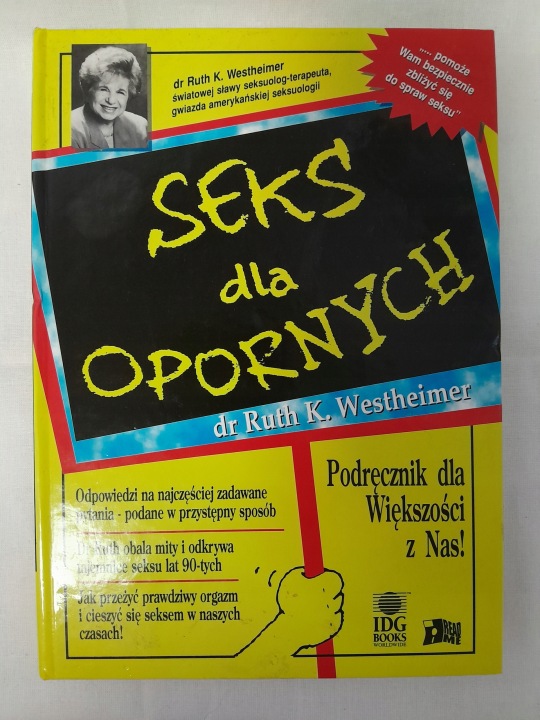 dr Ruth K. Westheimer,
światowej sławy seksuolog-terapeuta,
gwiazda amerykańskiej seksuologii
"... pomoże
Wam bezpiecznie
zbliżyć się
do spraw seksu"
SEKS
dla
OPORNYCH
dr Ruth K. Westheimer
Odpowiedzi na najczęściej zadawane
pytania - podane w przystępny sposób
Dr Ruth obala mity i odkrywa
tajemnice seksu lat 90-tych
Jak przeżyć prawdziwy orgazm
i cieszyć się seksem w naszych
czasach!
Podręcznik dla
Większości
z Nas!
IDG
BOOKS
WORLDWIDE
READ
ME